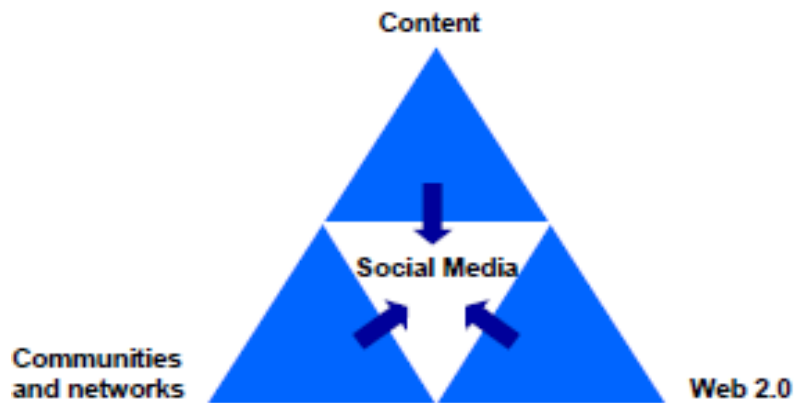 Content
Social Media
Communities
and networks
Web 2.0